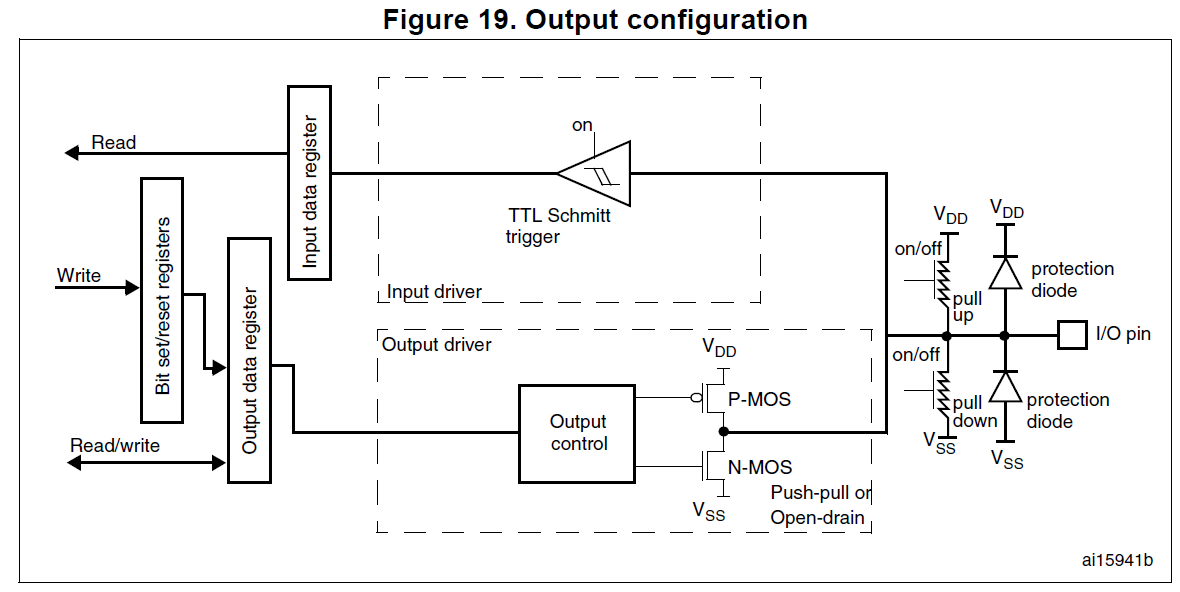 Figure 19. Output configuration
on
Read
Input data register
TTL Schmitt
trigger
Input driver
Write
Bit set/reset registers
Output data register
Read/write
Output driver
VDD
P-MOS
Output
control
N-MOS
VSS
Push-pull or
Open-drain
VDD
VDD
on/off
pull
up
protection
diode
I/O pin
on/off
pull
down
VSS
protection
diode
VSS
ai15941b